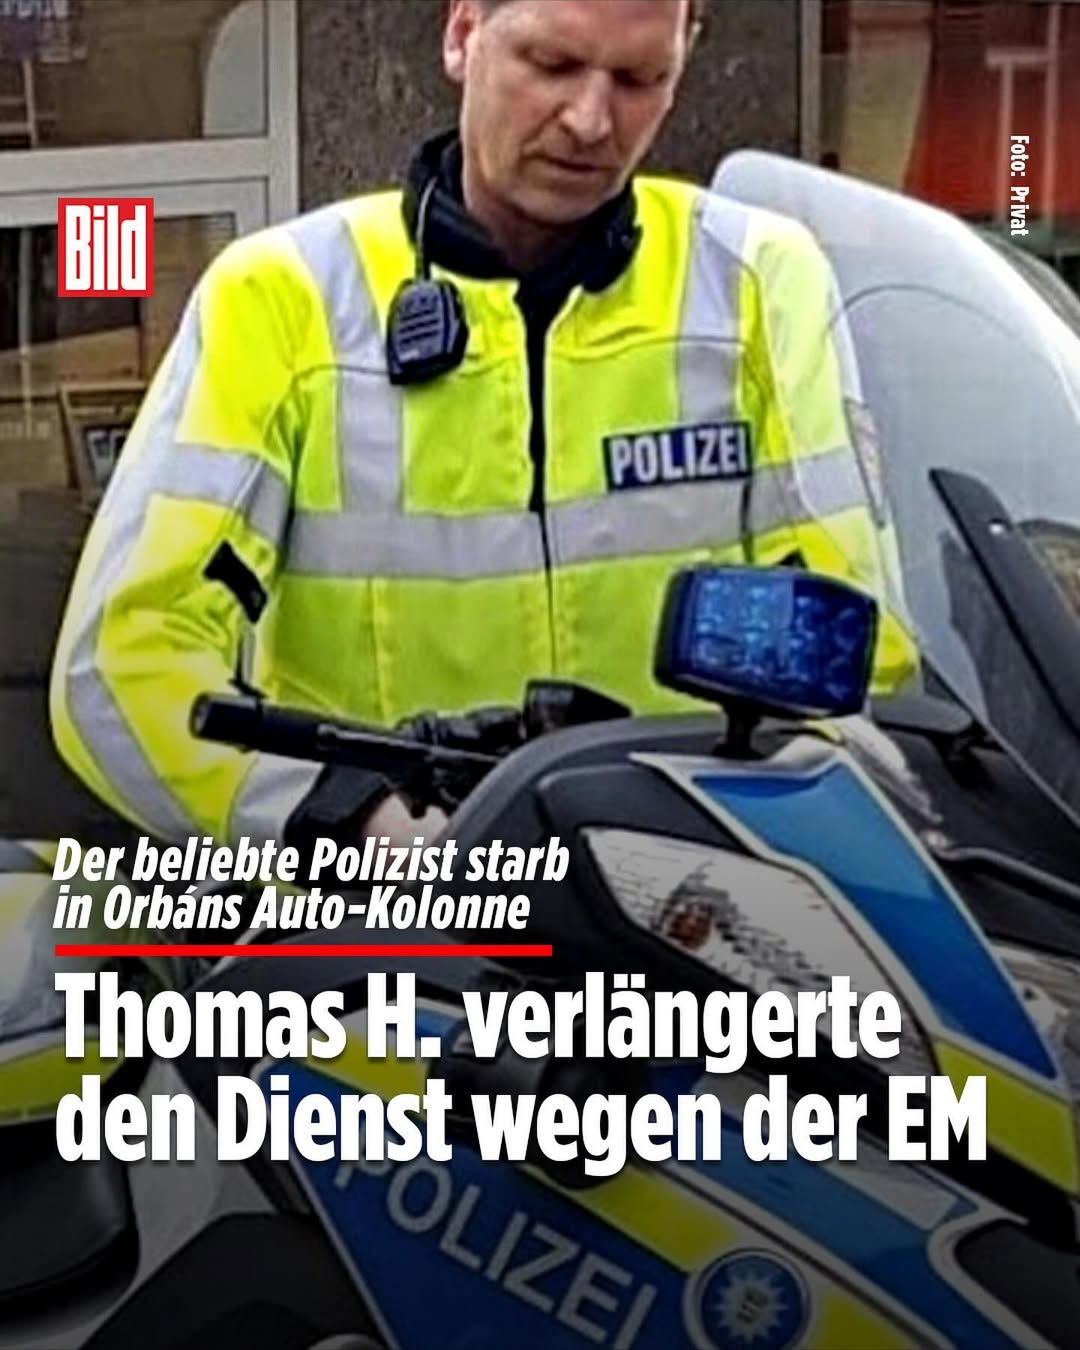 Foto: Privat
Bild
POLIZEI
Der beliebte Polizist starb
in Orbáns Auto-Kolonne
Thomas H. verlängerte
den Dienst wegen der EM
POLIZEI